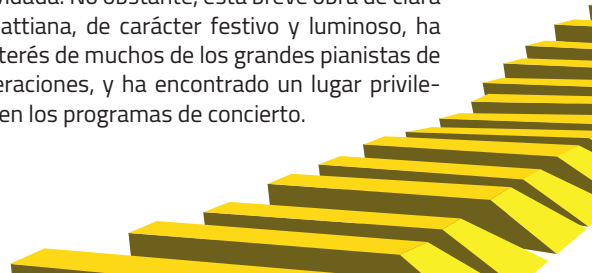 No obstante, esta breve obra de clara
attiana, de carácter festivo y luminoso, ha
terés de muchos de los grandes pianistas de
eraciones, y ha encontrado un lugar privile-
en los programas de concierto.